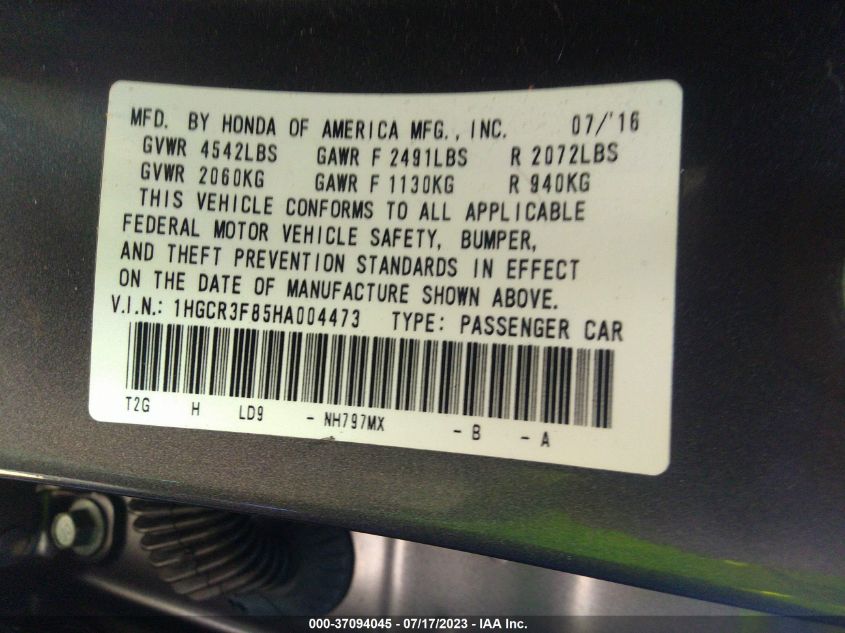 MFD. BY HONDA OF AMERICA MFG., INC. 07/'16
GVWR 4542LBS GAWR F 2491LBS R 2072LBS
GVWR 2060KG GAWR F 1130KG R 940KG
THIS VEHICLE CONFORMS TO ALL APPLICABLE
FEDERAL MOTOR VEHICLE SAFETY, BUMPER,
AND THEFT PREVENTION STANDARDS IN EFFECT
ON THE DATE OF MANUFACTURE SHOWN ABOVE.
V.I.N.: 1HGCR3F85HA004473 TYPE: PASSENGER CAR
T2G H LD9 - NH797MX - B - A
000-37094045 - 07/17/2023 - IAA Inc.